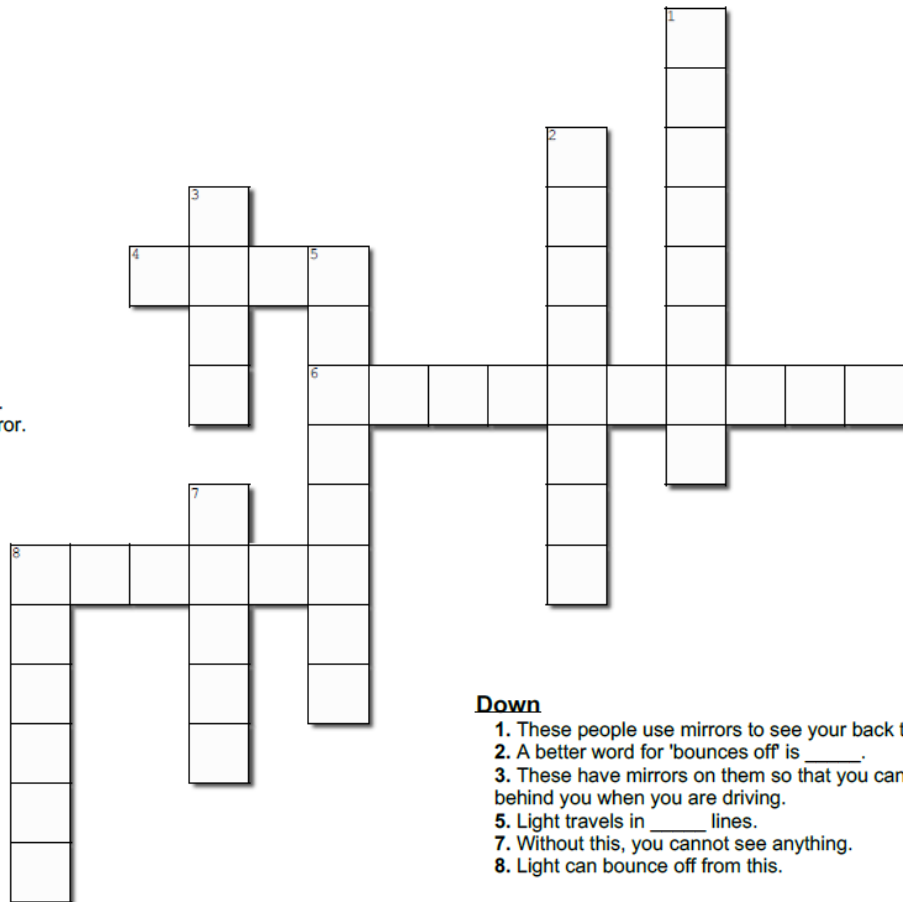 1
2
3
4
5
6
.
ror.
7
8
Down
1. These people use mirrors to see your back t
2. A better word for 'bounces off' is _____.
3. These have mirrors on them so that you can
behind you when you are driving.
5. Light travels in _____ lines.
7. Without this, you cannot see anything.
8. Light can bounce off from this.